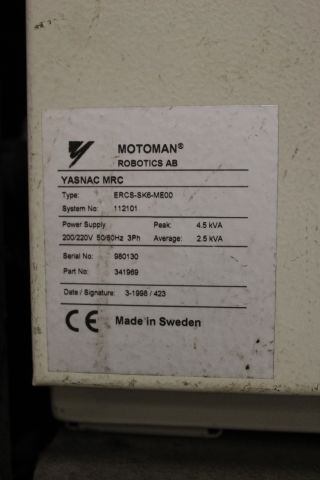 MOTOMAN®
ROBOTICS AB
YASNAC MRC
Type: ERCS-SK6-ME00
System No: 112101
Power Supply Peak: 4.5 kVA
200/220V 50/60Hz 3Ph Average: 2.5 kVA
Serial No: 980130
Part No: 341969
Date / Signature: 3-1998 / 423
CE Made in Sweden